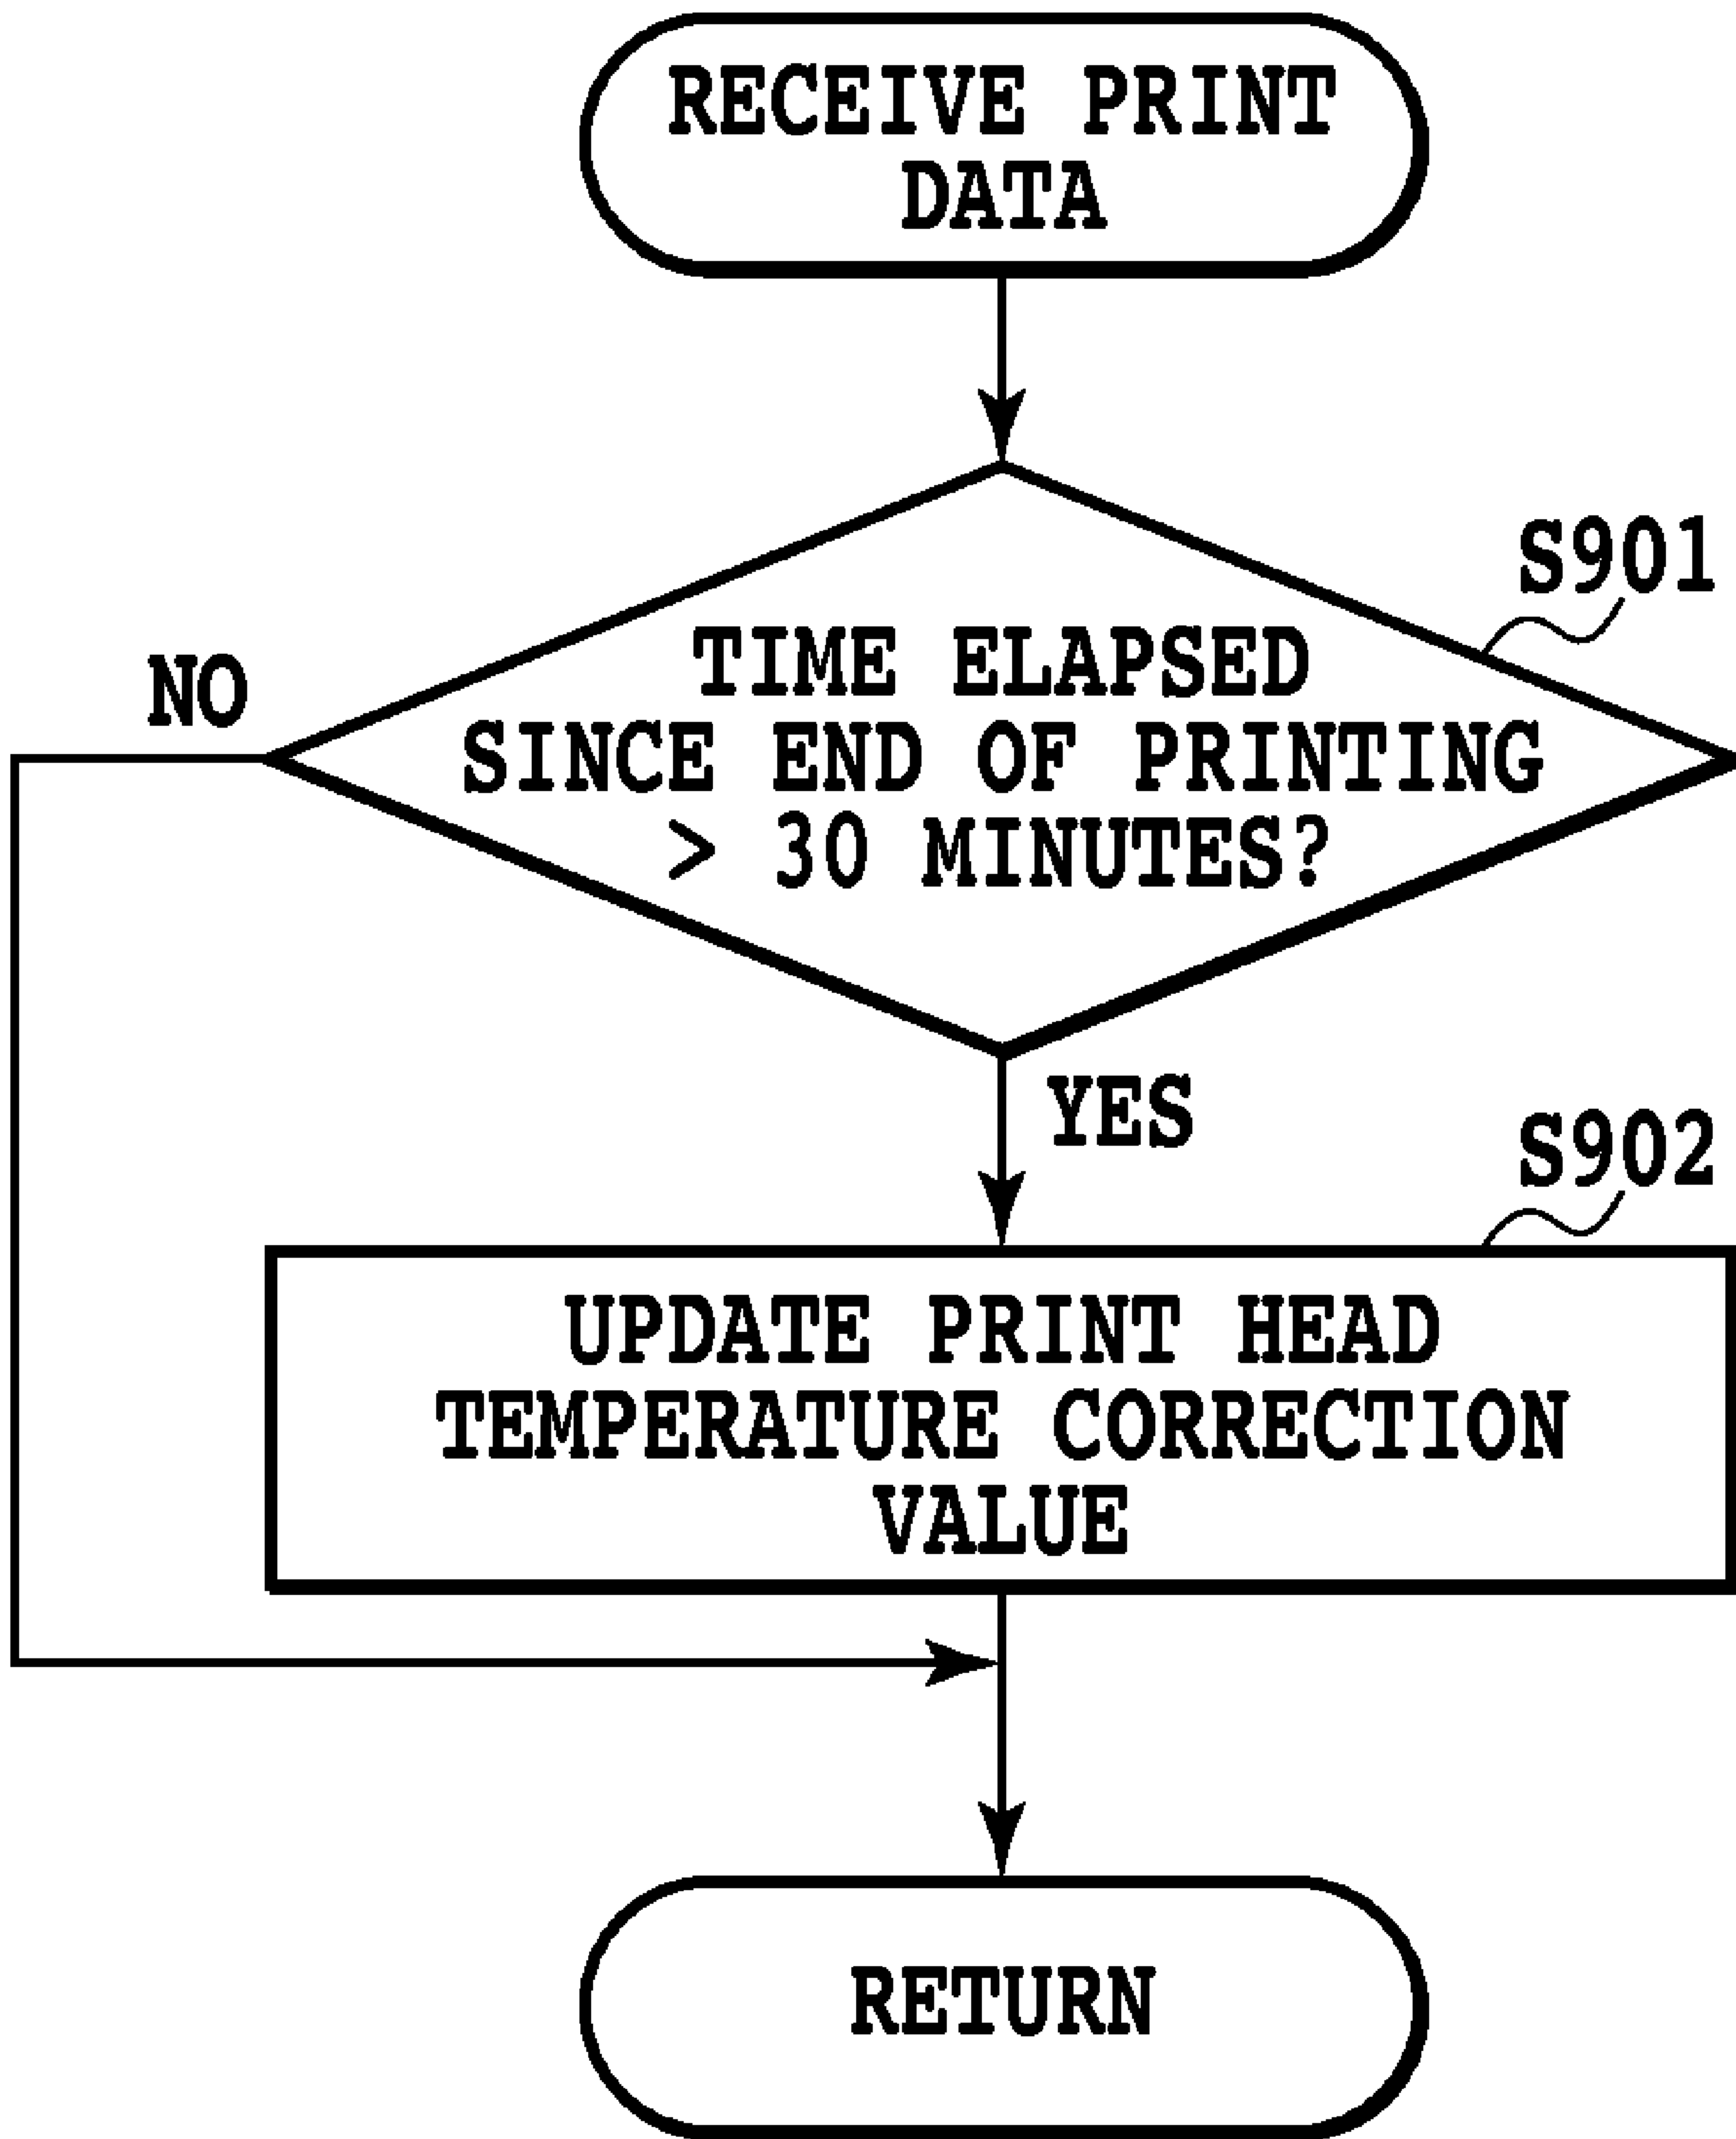 RECEIVE PRINT
DATA
S901
TIME ELAPSED
SINCE END OF PRINTING
> 30 MINUTES?
NO
YES
S902
UPDATE PRINT HEAD
TEMPERATURE CORRECTION
VALUE
RETURN